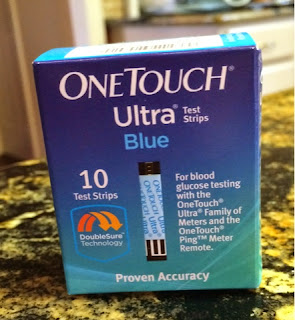 ONETOUCH®
Ultra® Test Strips
Blue
10
Test Strips
DoubleSure™
Technology
For blood
glucose testing
with the
OneTouch®
Ultra® Family of
Meters and the
OneTouch®
Ping™ Meter
Remote.
Proven Accuracy